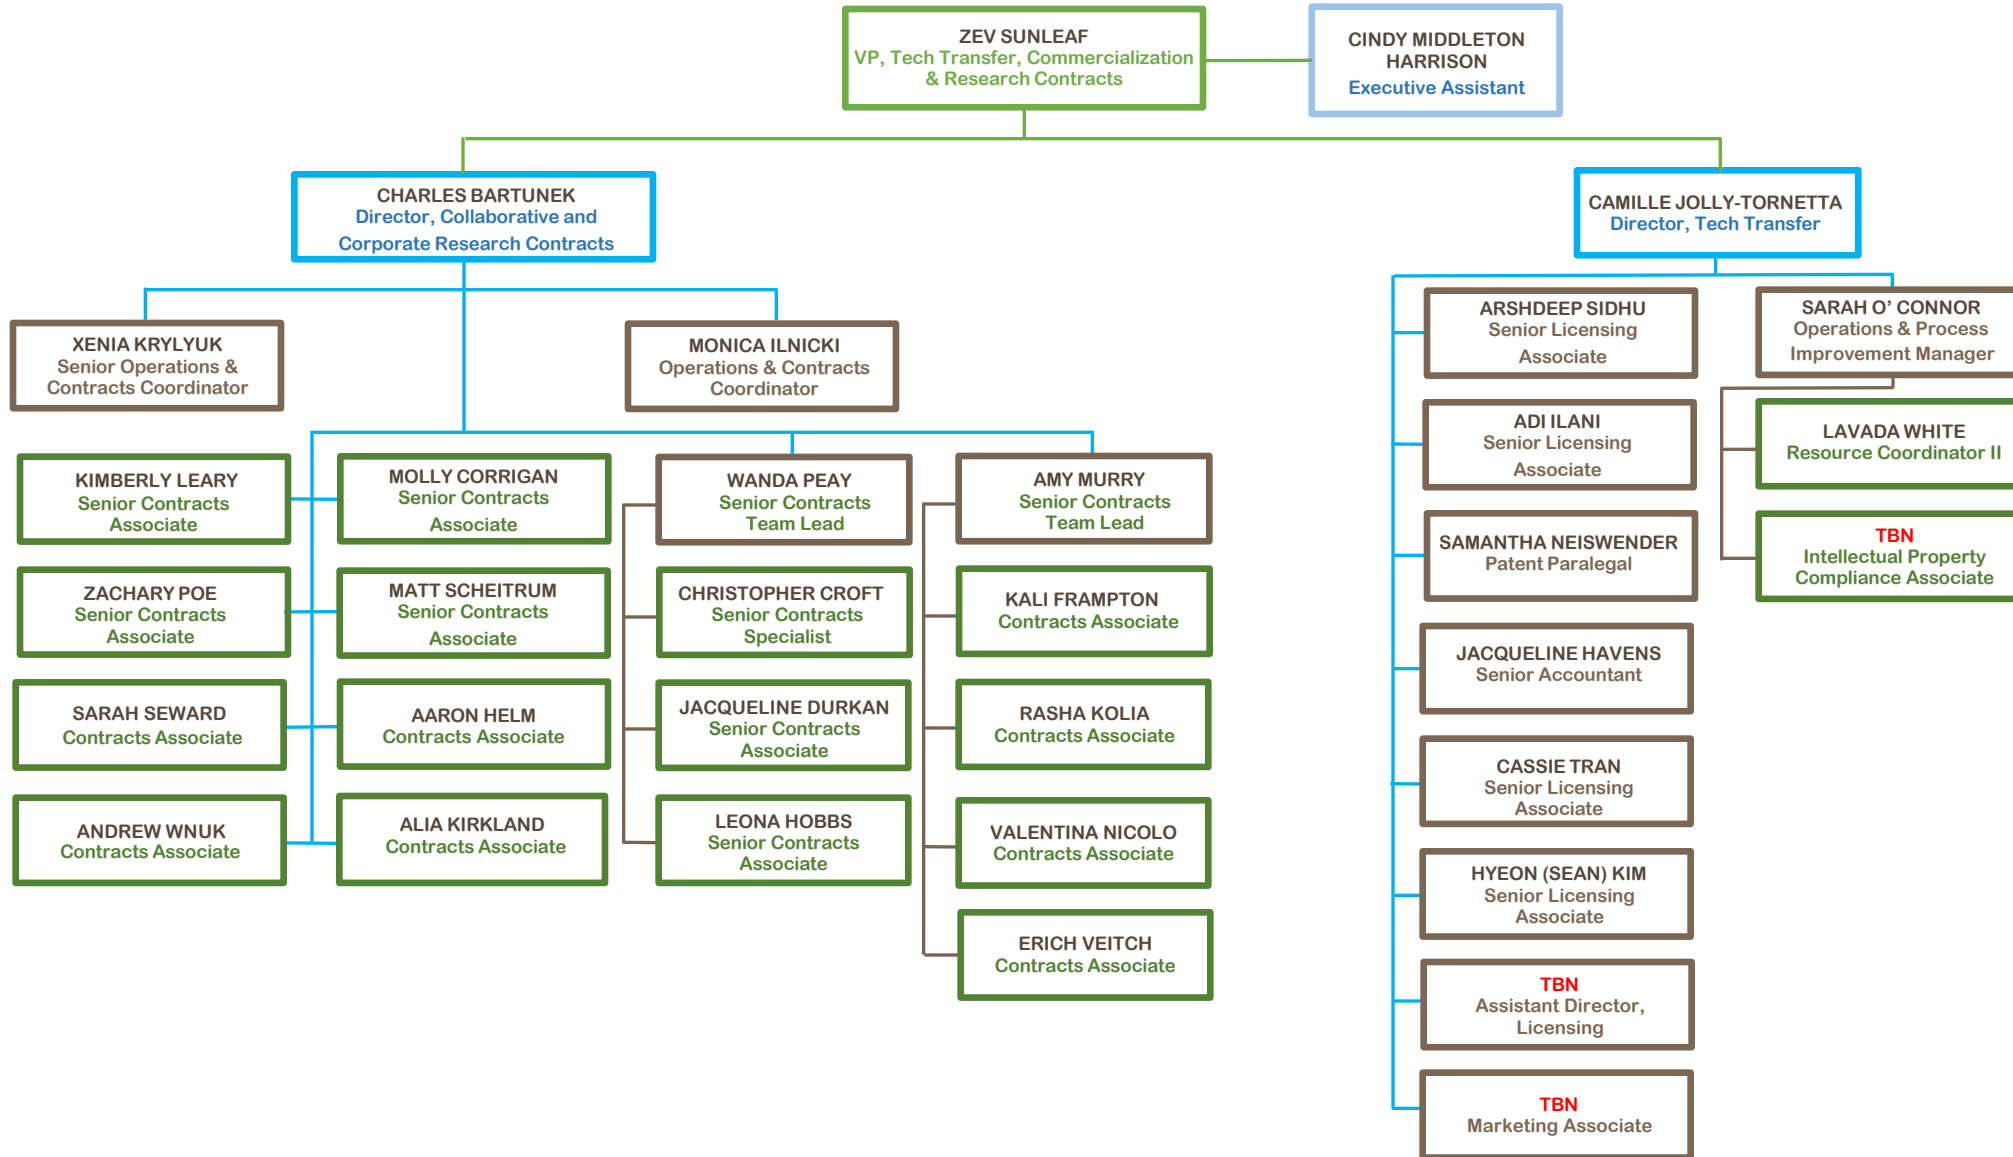 ZEV SUNLEAF
VP, Tech Transfer, Commercialization
& Research Contracts
CINDY MIDDLETON
HARRISON
Executive Assistant
CHARLES BARTUNEK
Director, Collaborative and
Corporate Research Contracts
CAMILLE JOLLY-TORNETTA
Director, Tech Transfer
XENIA KRYLYUK
Senior Operations &
Contracts Coordinator
MONICA ILNICKI
Operations & Contracts
Coordinator
KIMBERLY LEARY
Senior Contracts
Associate
MOLLY CORRIGAN
Senior Contracts
Associate
WANDA PEAY
Senior Contracts
Team Lead
AMY MURRY
Senior Contracts
Team Lead
ZACHARY POE
Senior Contracts
Associate
MATT SCHEITRUM
Senior Contracts
Associate
CHRISTOPHER CROFT
Senior Contracts
Specialist
KALI FRAMPTON
Contracts Associate
SARAH SEWARD
Contracts Associate
AARON HELM
Contracts Associate
JACQUELINE DURKAN
Senior Contracts
Associate
RASHA KOLIA
Contracts Associate
ANDREW WNUK
Contracts Associate
ALIA KIRKLAND
Contracts Associate
LEONA HOBBS
Senior Contracts
Associate
VALENTINA NICOLO
Contracts Associate
ERICH VEITCH
Contracts Associate
ARSHDEEP SIDHU
Senior Licensing
Associate
SARAH O' CONNOR
Operations & Process
Improvement Manager
ADI ILANI
Senior Licensing
Associate
LAVADA WHITE
Resource Coordinator II
SAMANTHA NEISWENDER
Patent Paralegal
TBN
Intellectual Property
Compliance Associate
JACQUELINE HAVENS
Senior Accountant
CASSIE TRAN
Senior Licensing
Associate
HYEON (SEAN) KIM
Senior Licensing
Associate
TBN
Assistant Director,
Licensing
TBN
Marketing Associate